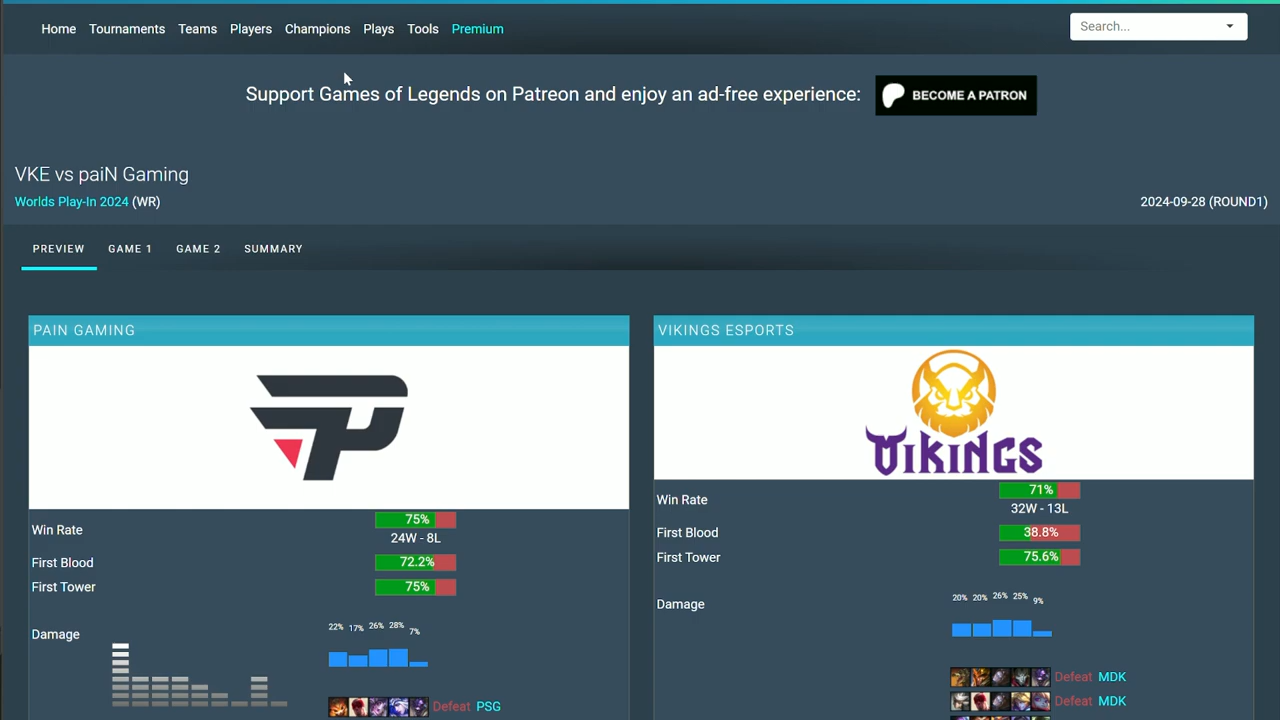 Home Tournaments Teams Players Champions Plays Tools Premium Search...
Support Games of Legends on Patreon and enjoy an ad-free experience: BECOME A PATRON
VKE vs paiN Gaming
Worlds Play-In 2024 (WR) 2024-09-28 (ROUND1)
PREVIEW GAME 1 GAME 2 SUMMARY
PAIN GAMING
Win Rate 75%
24W - 8L
First Blood 72.2%
First Tower 75%
Damage 22% 17% 26% 28% 7%
Defeat PSG
VIKINGS ESPORTS
VIKINGS
Win Rate 71%
32W - 13L
First Blood 38.8%
First Tower 75.6%
Damage 20% 20% 26% 25% 9%
Defeat MDK
Defeat MDK